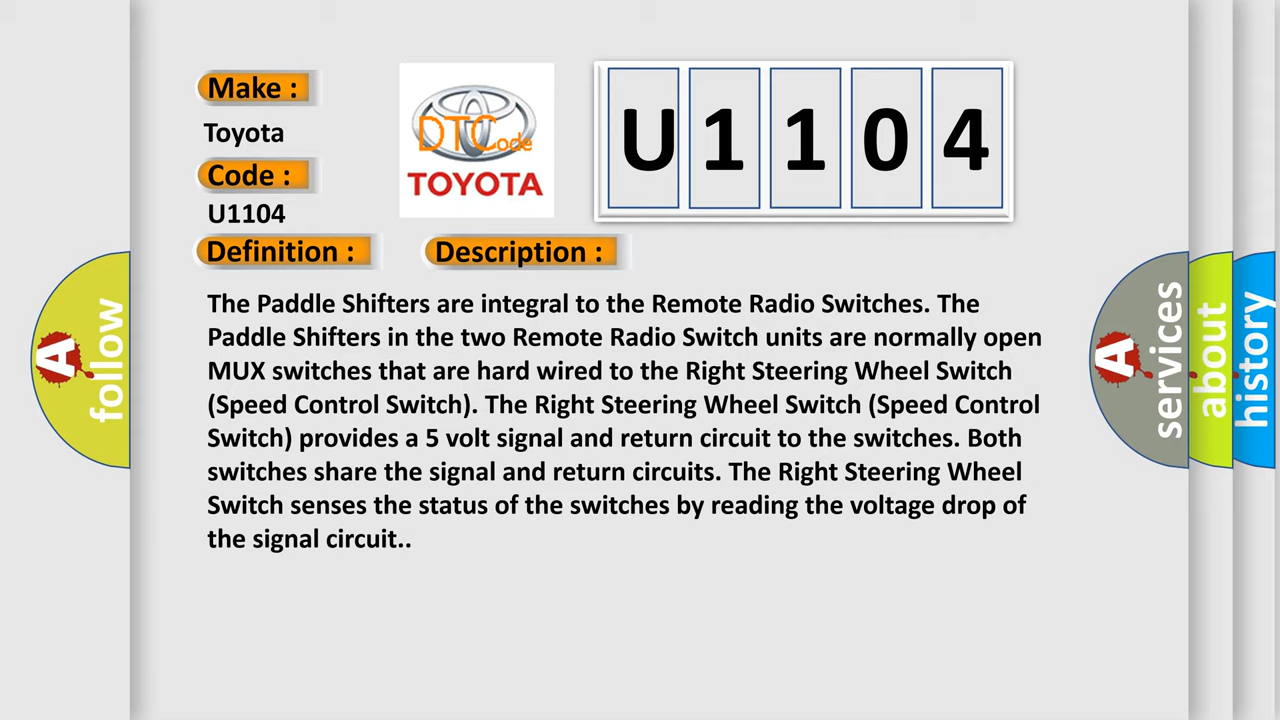 Make :
Toyota
Code :
U1104
DTCode
TOYOTA
U1104
Definition :
Description :
The Paddle Shifters are integral to the Remote Radio Switches. The
Paddle Shifters in the two Remote Radio Switch units are normally open
MUX switches that are hard wired to the Right Steering Wheel Switch
(Speed Control Switch). The Right Steering Wheel Switch (Speed Control
Switch) provides a 5 volt signal and return circuit to the switches. Both
switches share the signal and return circuits. The Right Steering Wheel
Switch senses the status of the switches by reading the voltage drop of
the signal circuit..
A follow
A services
about
history